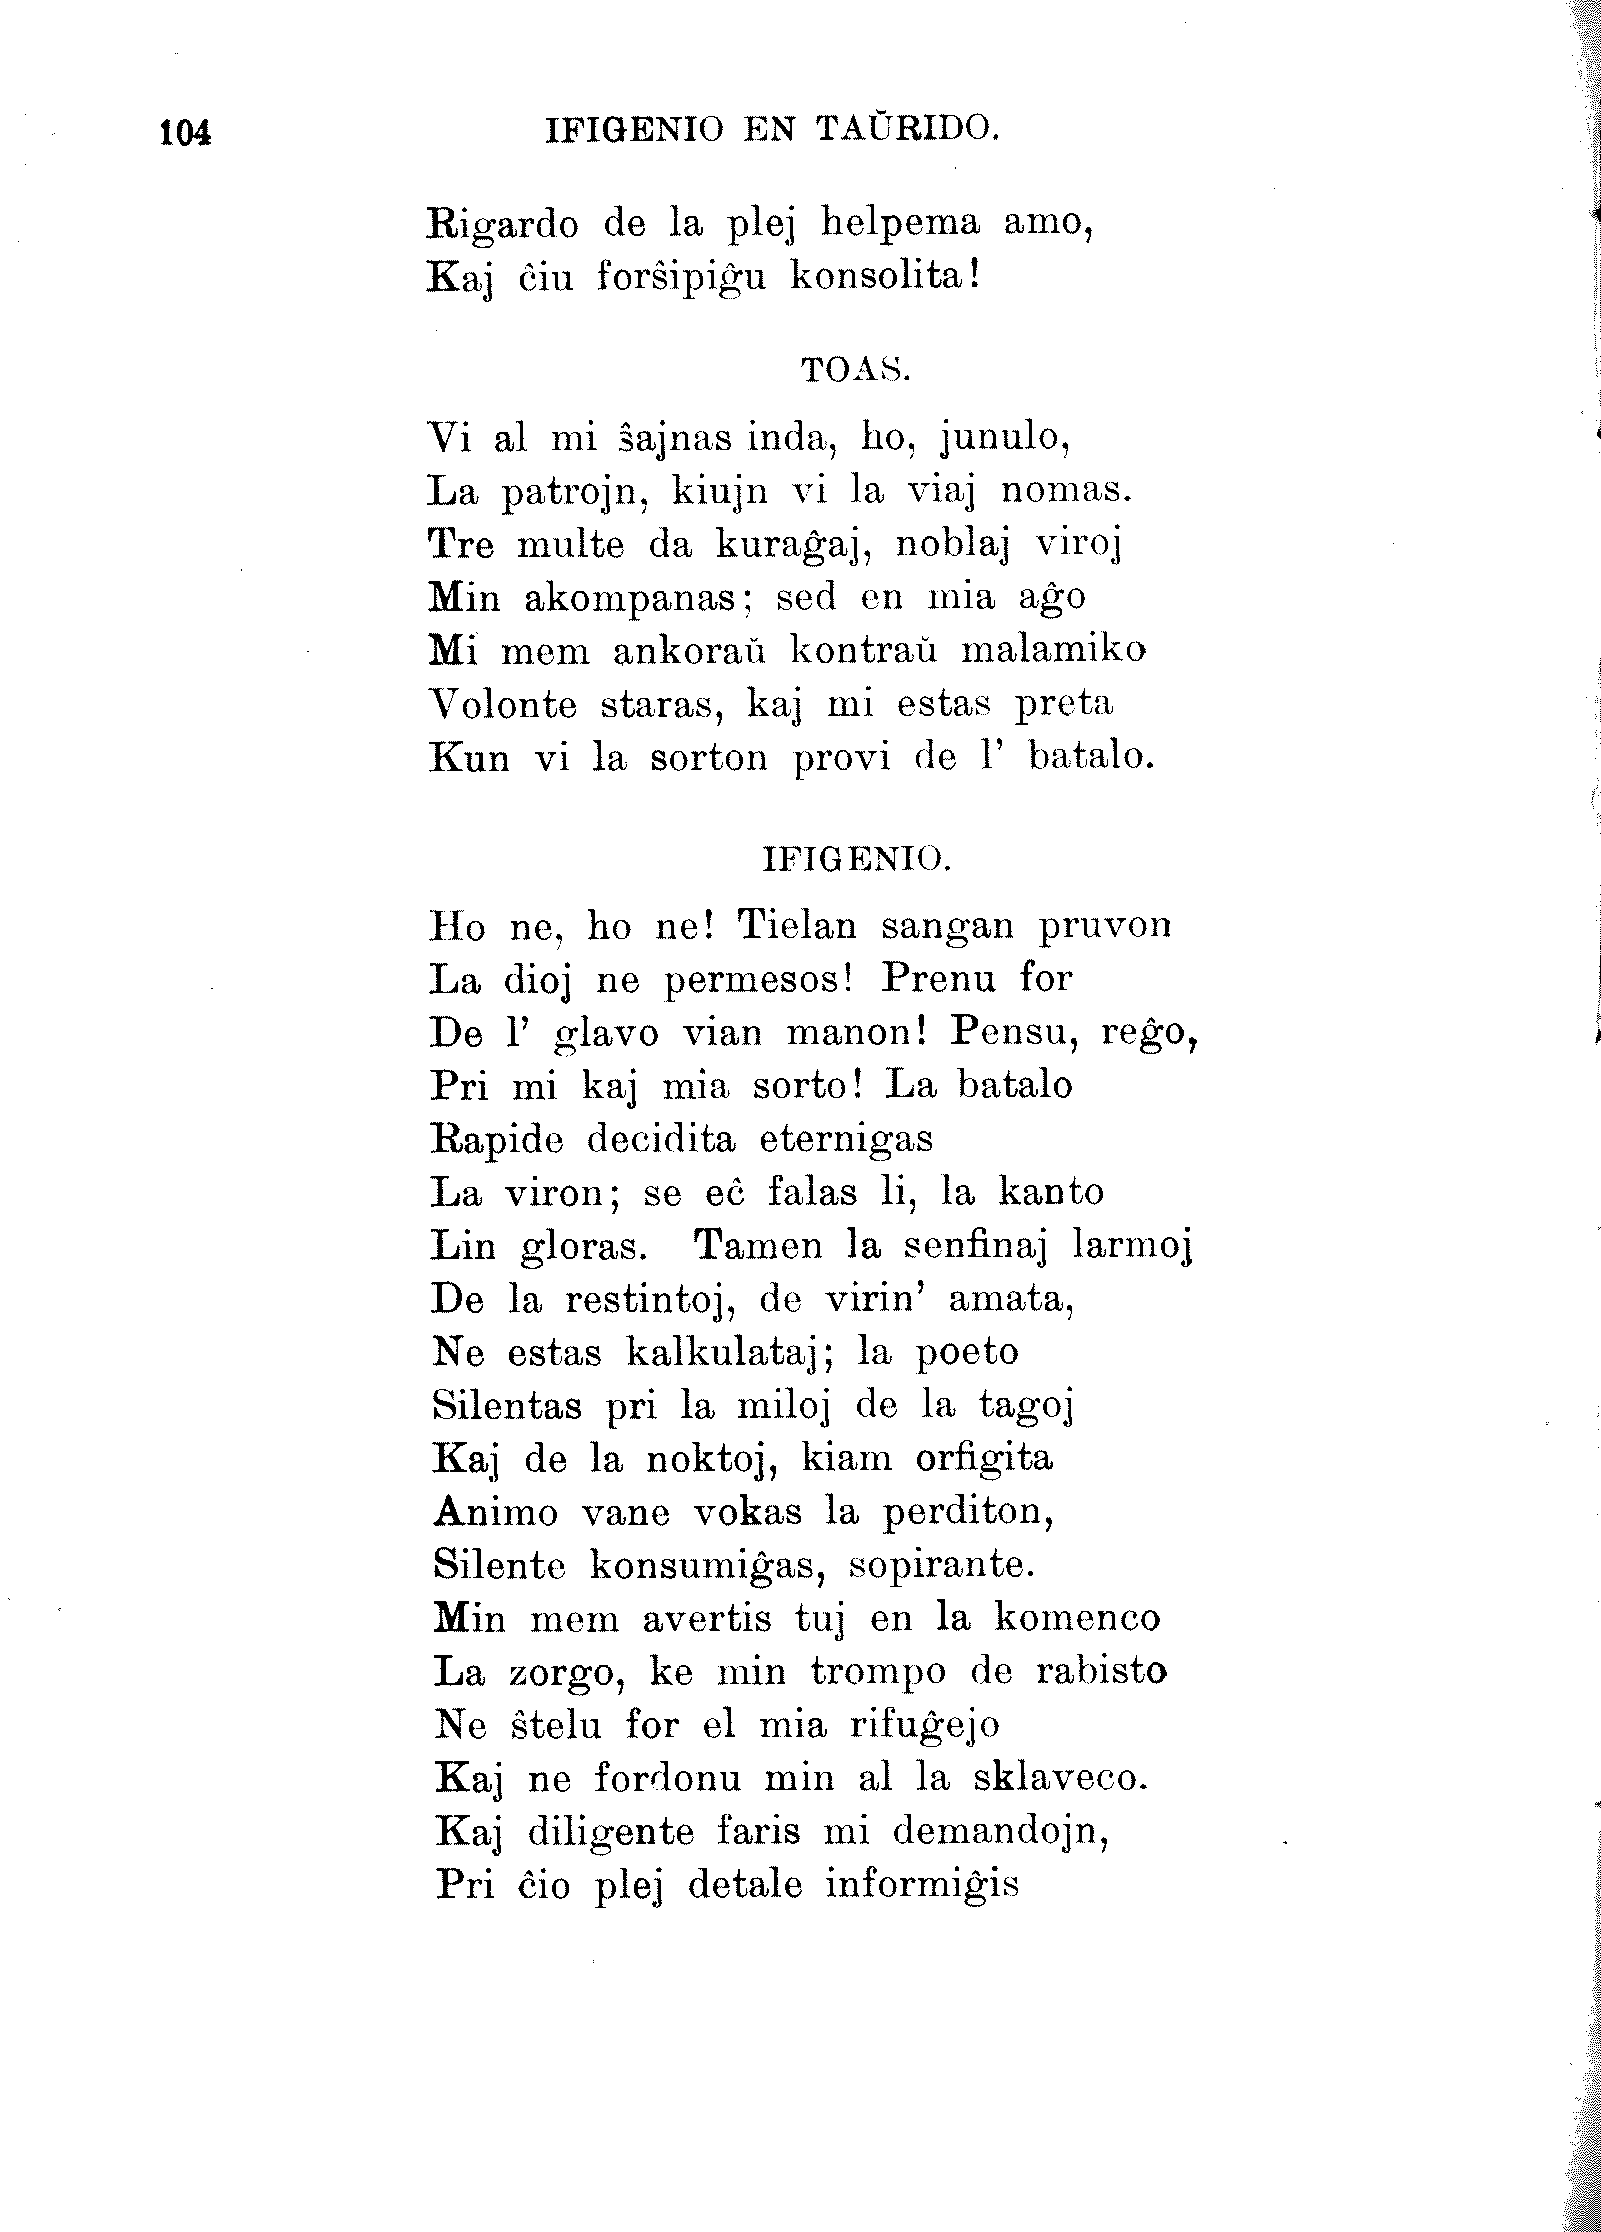 104 IFIGENIO EN TAŬRIDO.
Rigardo de la plej helpema amo,
Kaj ĉiu forŝipiĝu konsolita!
TOAS.
Vi al mi ŝajnas inda, ho, junulo,
La patrojn, kiujn vi la viaj nomas.
Tre multe da kuraĝaj, noblaj viroj
Min akompanas; sed en mia aĝo
Mi mem ankoraŭ kontraŭ malamiko
Volonte staras, kaj mi estas preta
Kun vi la sorton provi de l' batalo.
IFIGENIO.
Ho ne, ho ne! Tielan sangan pruvon
La dioj ne permesos! Prenu for
De l' glavo vian manon! Pensu, reĝo,
Pri mi kaj mia sorto! La batalo
Rapide decidita eternigas
La viron; se eĉ falas li, la kanto
Lin gloras. Tamen la senfinaj larmoj
De la restintoj, de virin' amata,
Ne estas kalkulataj; la poeto
Silentas pri la miloj de la tagoj
Kaj de la noktoj, kiam orfigita
Animo vane vokas la perditon,
Silente konsumiĝas, sopirante.
Min mem avertis tuj en la komenco
La zorgo, ke min trompo de rabisto
Ne ŝtelu for el mia rifuĝejo
Kaj ne fordonu min al la sklaveco.
Kaj diligente faris mi demandojn,
Pri ĉio plej detale informiĝis